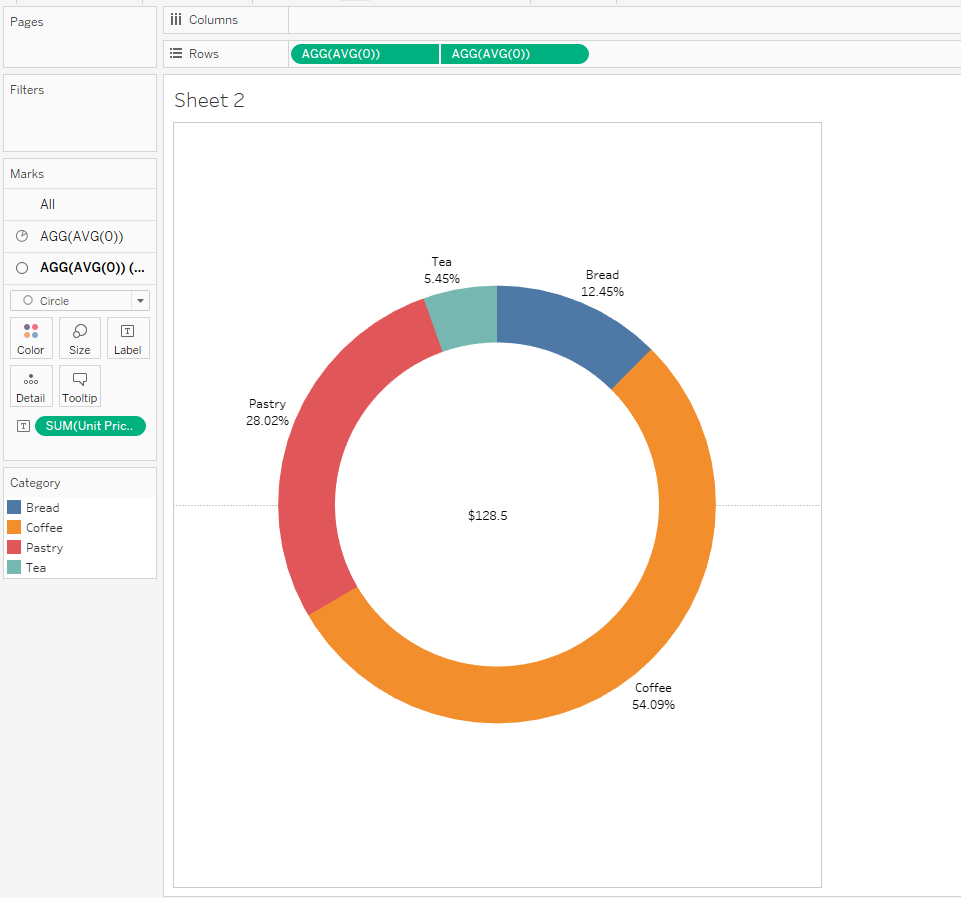 Pages
Columns
Rows
AGG(AVG(0))
AGG(AVG(0))
Filters
Sheet 2
Marks
All
AGG(AVG(0))
AGG(AVG(0)) (...
Circle
Color
Size
T
Label
Detail
Tooltip
T
SUM(Unit Pric..
Category
Bread
Coffee
Pastry
Tea
Tea
5.45%
Bread
12.45%
Pastry
28.02%
$128.5
Coffee
54.09%